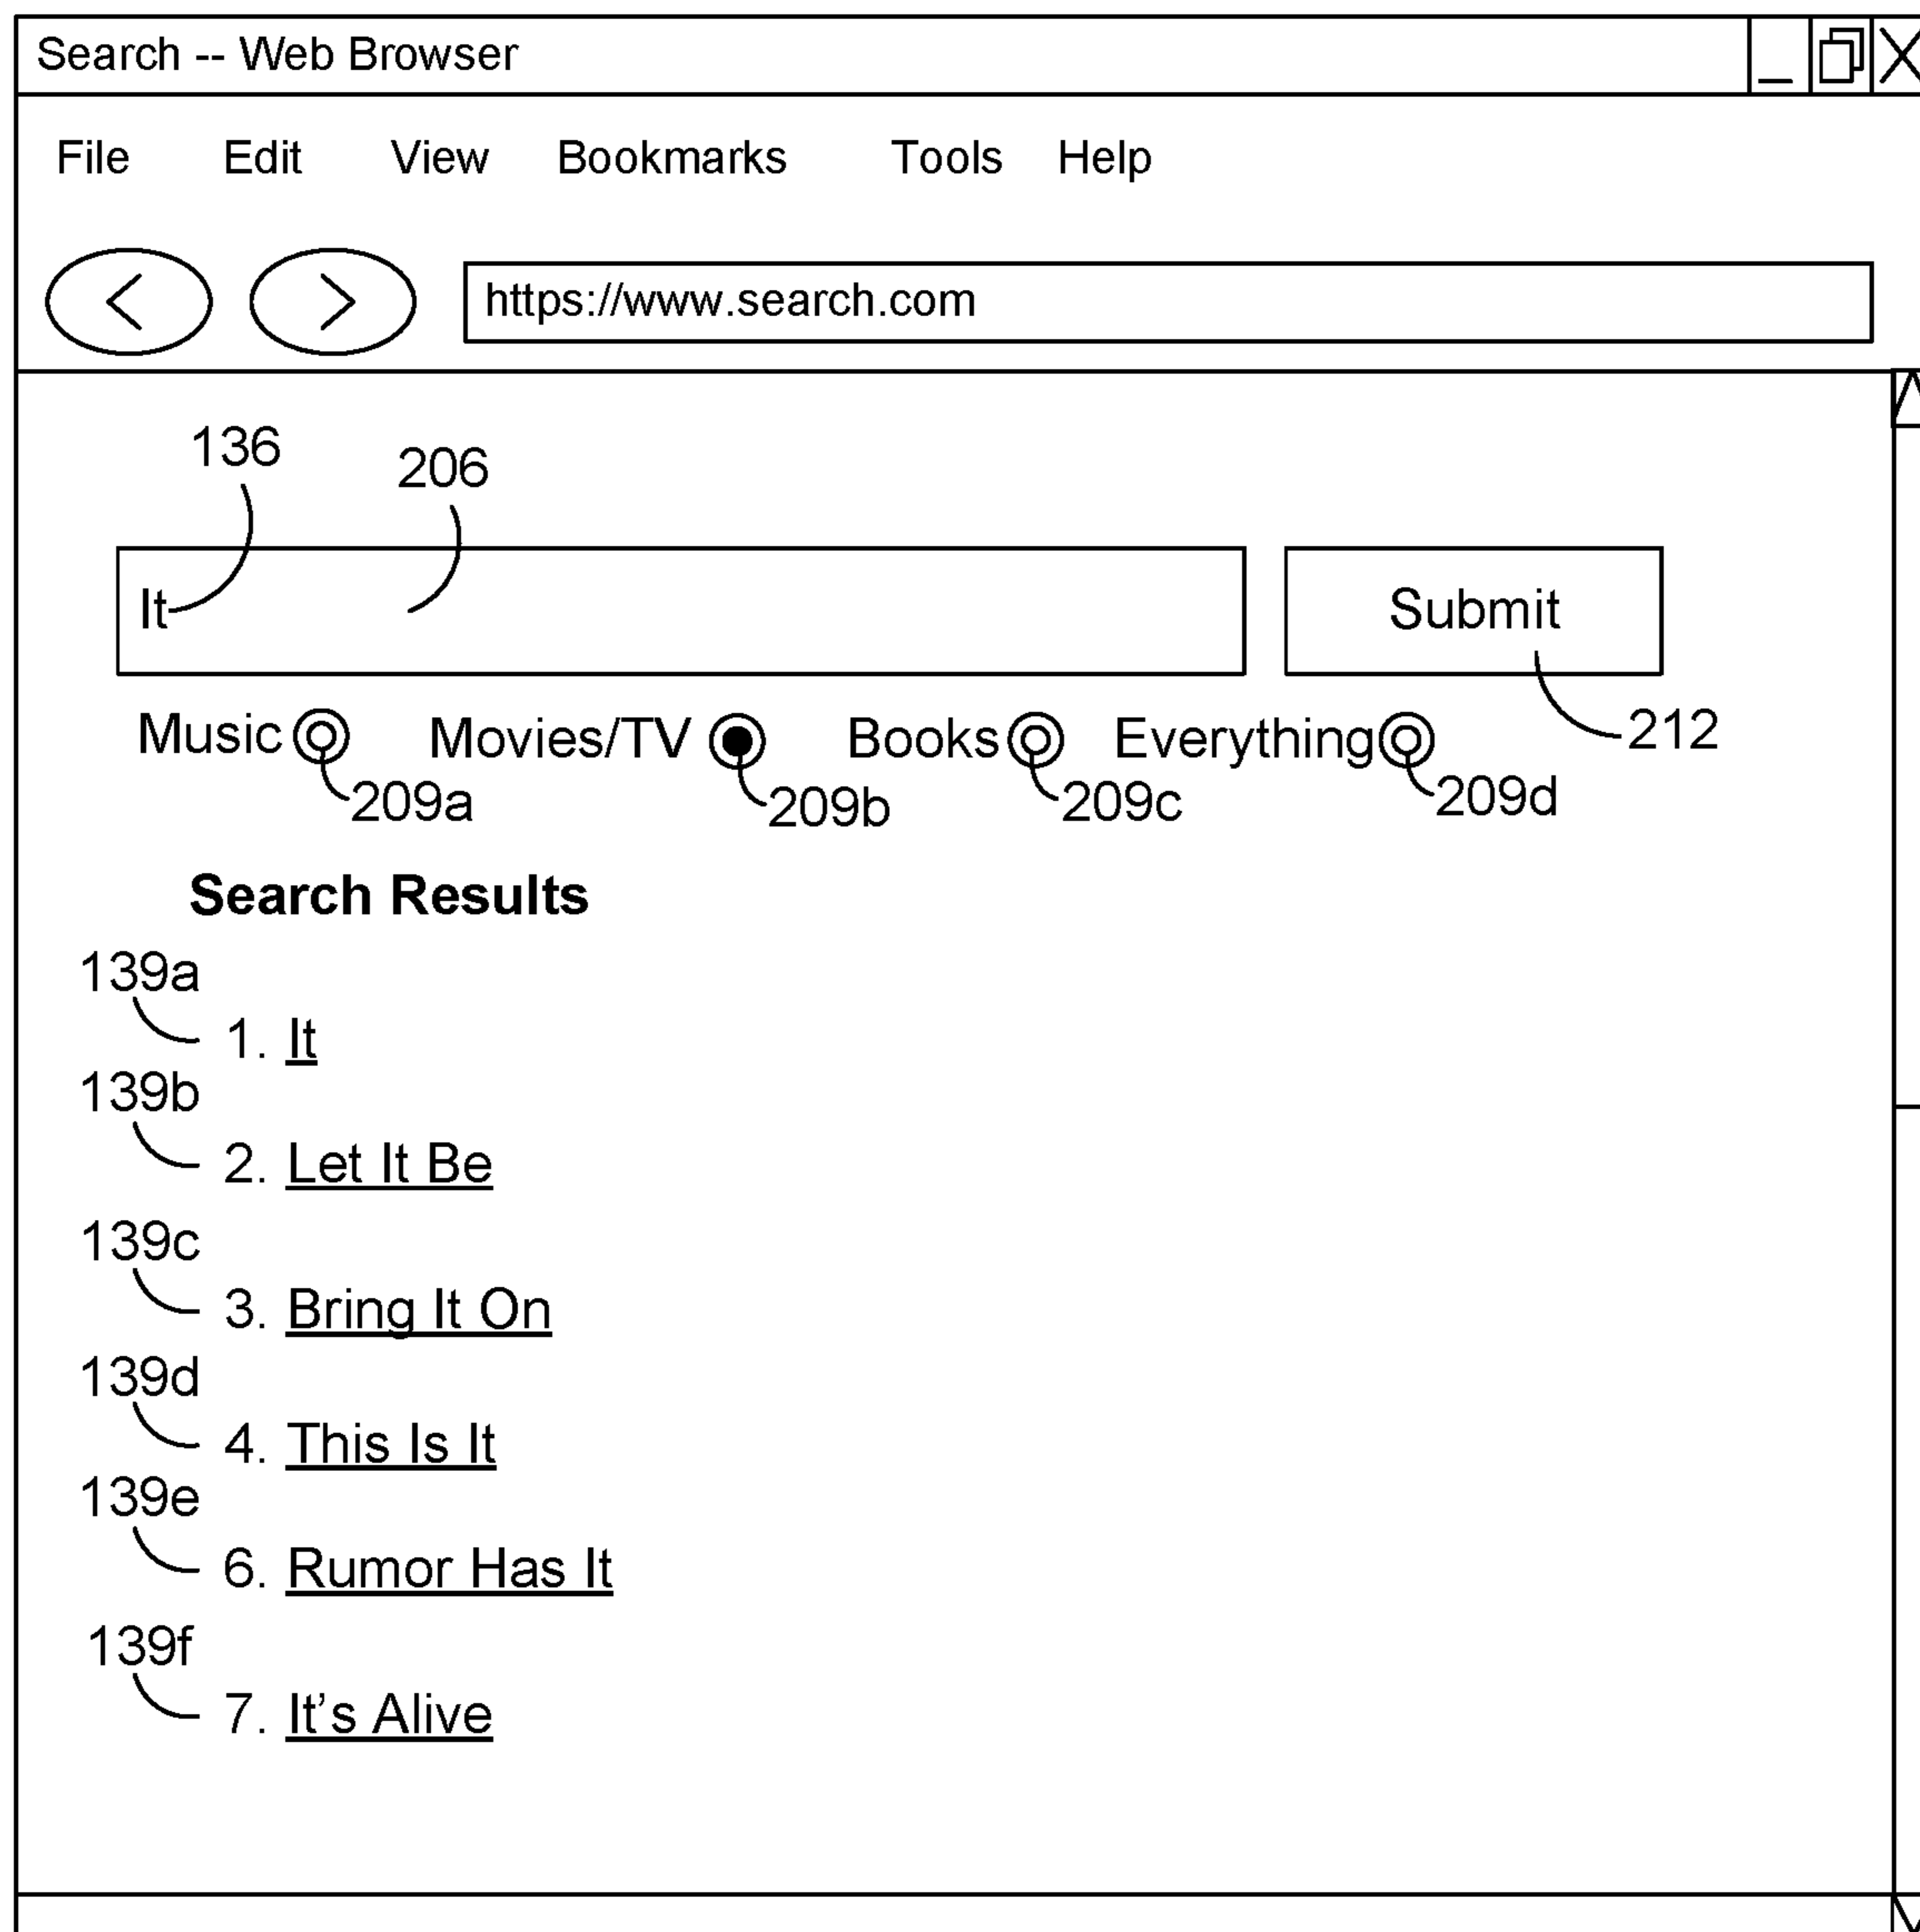 Search -- Web Browser
File Edit View Bookmarks Tools Help
https://www.search.com
136
206
It
Submit
212
Music Movies/TV Books Everything
209a 209b 209c 209d
Search Results
139a
1. It
139b
2. Let It Be
139c
3. Bring It On
139d
4. This Is It
139e
6. Rumor Has It
139f
7. It’s Alive